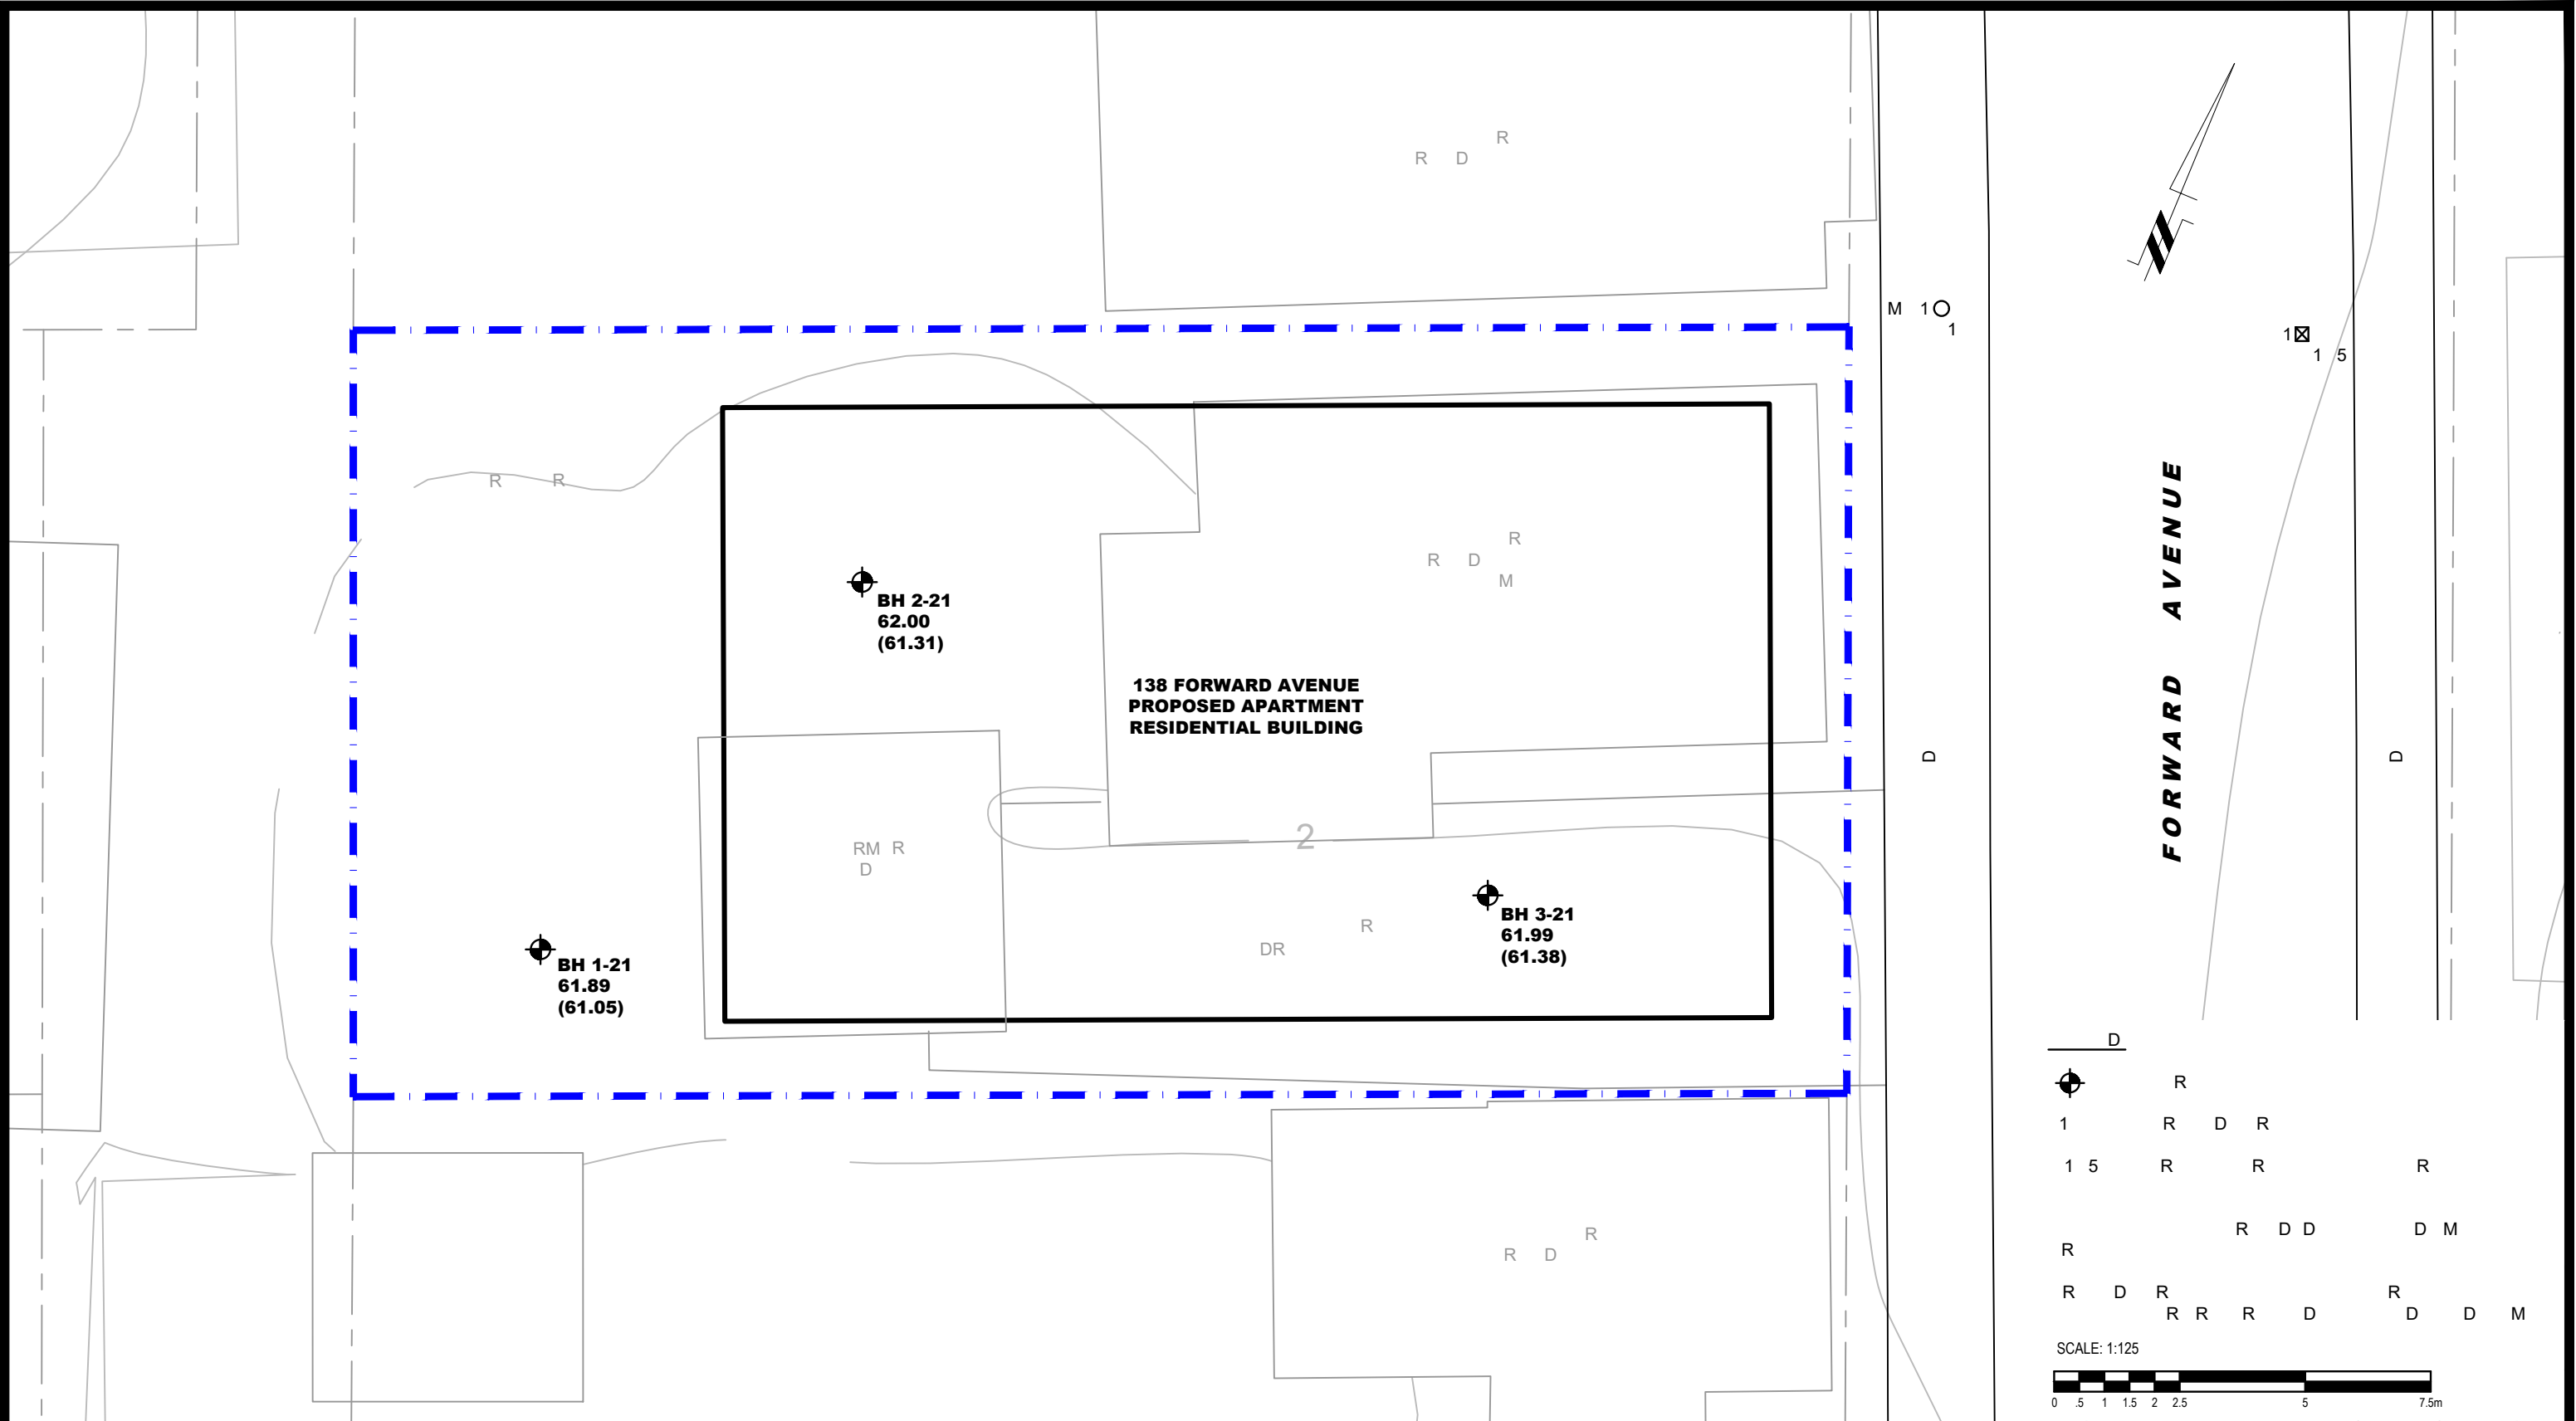 R
R D
M 1
1
1
1 5
R R
R
R D
M
BH 2-21
62.00
(61.31)
138 FORWARD AVENUE
PROPOSED APARTMENT
RESIDENTIAL BUILDING
FORWARD AVENUE
D
D
2
RM R
D
BH 3-21
61.99
(61.38)
R
DR
BH 1-21
61.89
(61.05)
R
R D
D
R
1 R D R
1 5 R R R
R D D D M
R
R D R R
R R R D D D M
SCALE: 1:125
0 .5 1 1.5 2 2.5 5 7.5m